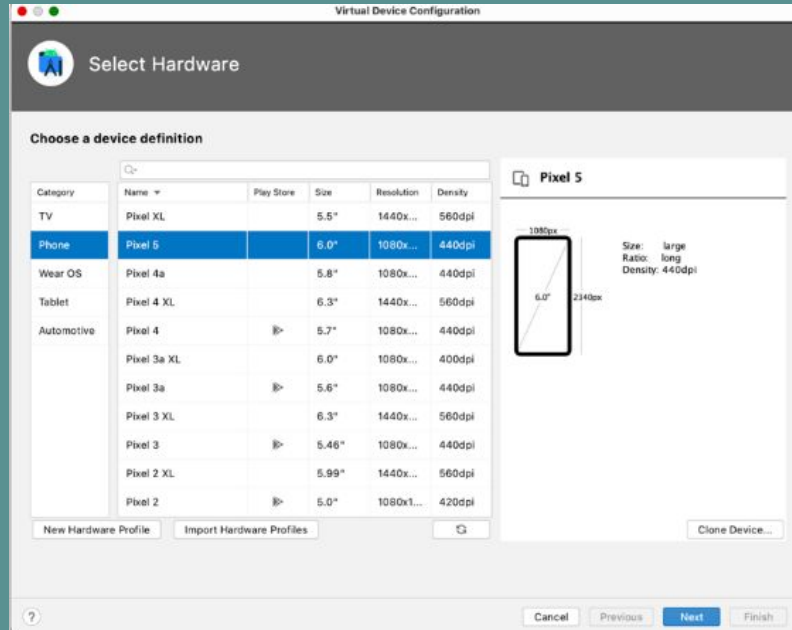 Virtual Device Configuration
Select Hardware
Choose a device definition
Category
TV
Phone
Wear OS
Tablet
Automotive
Name Play Store Size Resolution Density
Pixel XL 5.5" 1440x... 560dpi
Pixel 5 6.0" 1080x... 440dpi
Pixel 4a 5.8" 1080x... 440dpi
Pixel 4 XL 6.3" 1440x... 560dpi
Pixel 4 5.7" 1080x... 440dpi
Pixel 3a XL 6.0" 1080x... 400dpi
Pixel 3a 5.6" 1080x... 440dpi
Pixel 3 XL 6.3" 1440x... 560dpi
Pixel 3 5.46" 1080x... 440dpi
Pixel 2 XL 5.99" 1440x... 560dpi
Pixel 2 5.0" 1080x1... 420dpi
New Hardware Profile Import Hardware Profiles
Pixel 5
1080px
6.0" 2340px
Size: large
Ratio: long
Density: 440dpi
Clone Device...
? Cancel Previous Next Finish